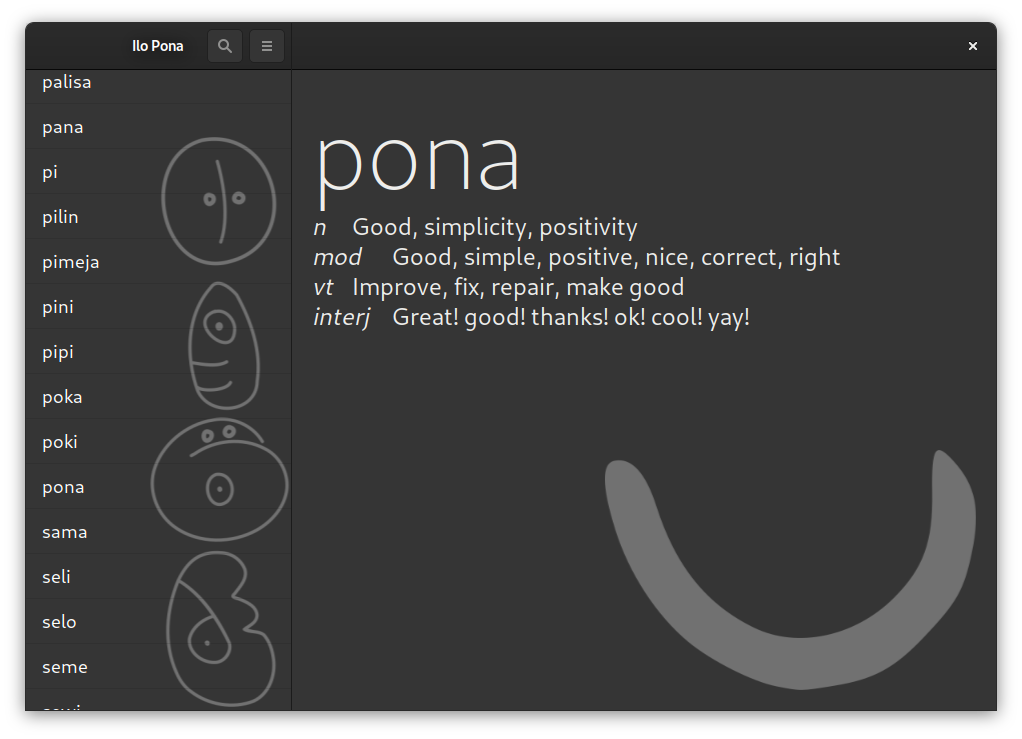 Ilo Pona
palisa
pana
pi
pilin
pimeja
pini
pipi
poka
poki
pona
sama
seli
selo
seme
pona
n Good, simplicity, positivity
mod Good, simple, positive, nice, correct, right
vt Improve, fix, repair, make good
interj Great! good! thanks! ok! cool! yay!